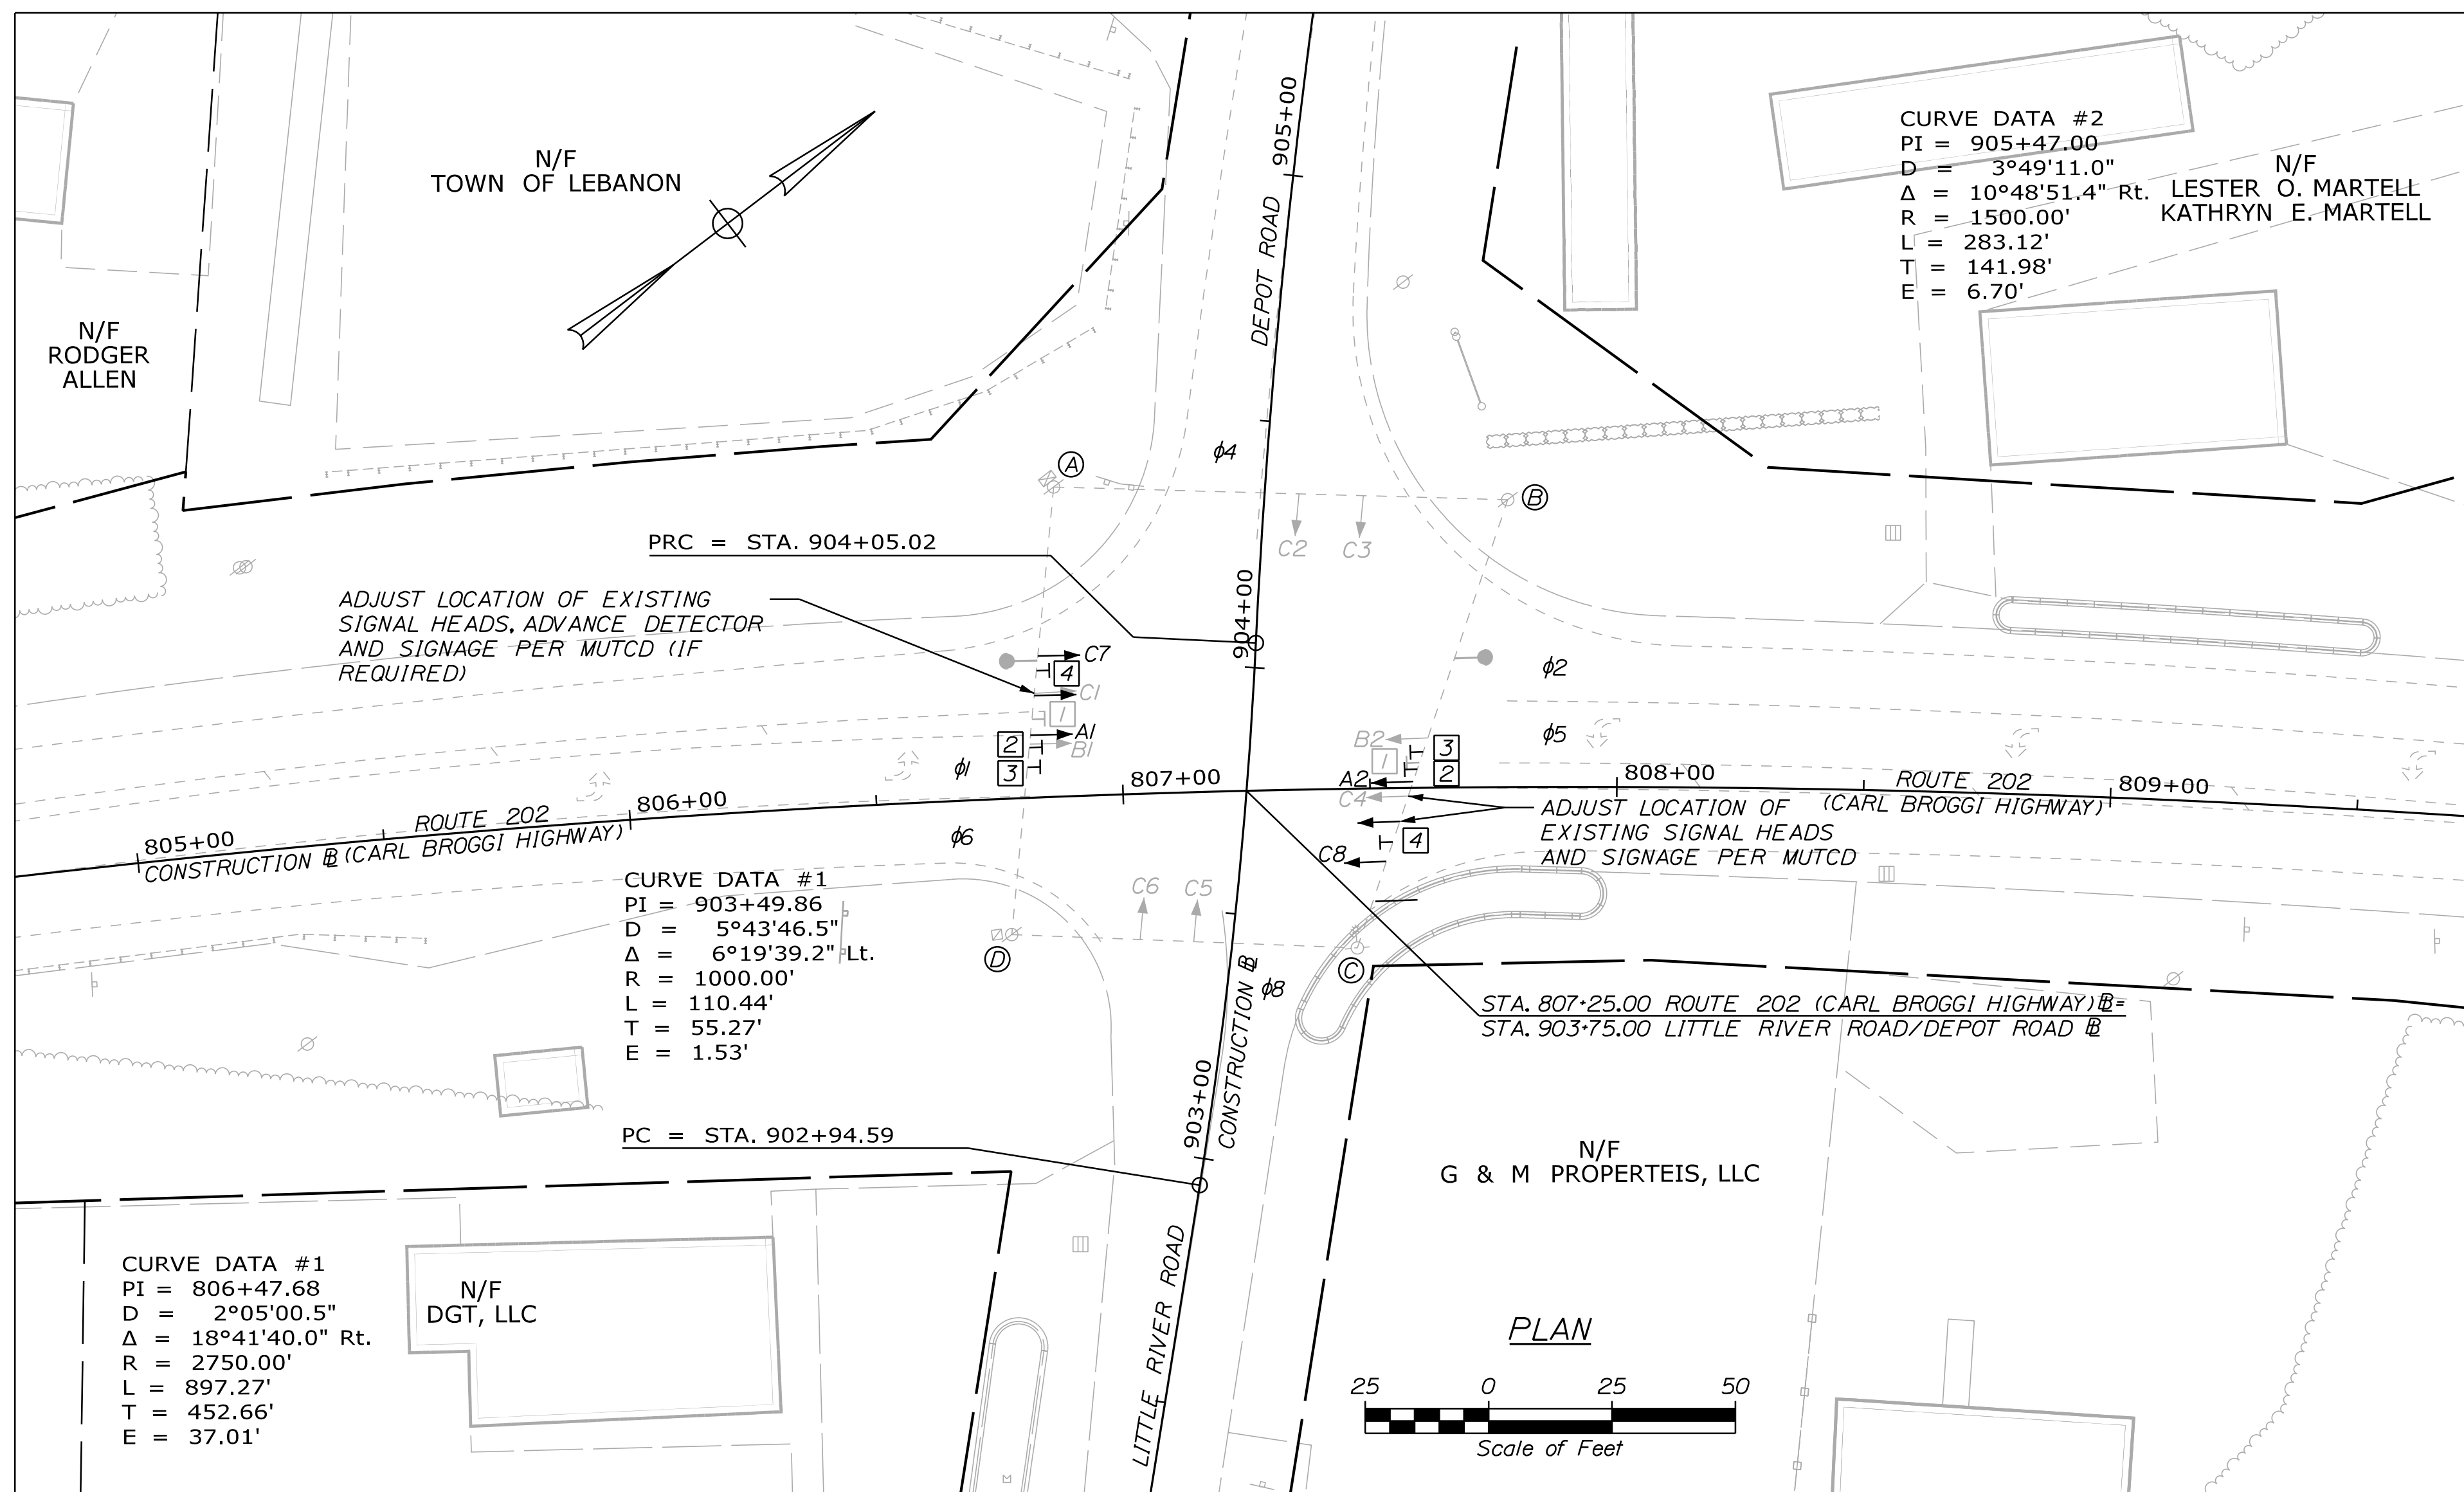 N/F
TOWN OF LEBANON
N/F
RODGER
ALLEN
905+00
DEPOT ROAD
CURVE DATA #2
PI = 905+47.00
D = 3°49'11.0"
Δ = 10°48'51.4" Rt.
R = 1500.00'
L = 283.12'
T = 141.98'
E = 6.70'
N/F
LESTER O. MARTELL
KATHRYN E. MARTELL
ϕ4
A
B
C2
C3
PRC = STA. 904+05.02
904+00
ADJUST LOCATION OF EXISTING
SIGNAL HEADS, ADVANCE DETECTOR
AND SIGNAGE PER MUTCD (IF
REQUIRED)
C7
4
C1
1
2
A1
B1
3
ϕ1
ϕ2
ϕ5
B2
1
3
2
A2
C4
4
C8
805+00
806+00
807+00
808+00
809+00
ROUTE 202
CONSTRUCTION BL (CARL BROGGI HIGHWAY)
ROUTE 202
(CARL BROGGI HIGHWAY)
ADJUST LOCATION OF
EXISTING SIGNAL HEADS
AND SIGNAGE PER MUTCD
ϕ6
C6
C5
D
C
ϕ8
CURVE DATA #1
PI = 903+49.86
D = 5°43'46.5"
Δ = 6°19'39.2" Lt.
R = 1000.00'
L = 110.44'
T = 55.27'
E = 1.53'
STA. 807+25.00 ROUTE 202 (CARL BROGGI HIGHWAY) BL=
STA. 903+75.00 LITTLE RIVER ROAD/DEPOT ROAD BL
CONSTRUCTION BL
903+00
PC = STA. 902+94.59
N/F
G & M PROPERTEIS, LLC
LITTLE RIVER ROAD
CURVE DATA #1
PI = 806+47.68
D = 2°05'00.5"
Δ = 18°41'40.0" Rt.
R = 2750.00'
L = 897.27'
T = 452.66'
E = 37.01'
N/F
DGT, LLC
PLAN
25 0 25 50
Scale of Feet